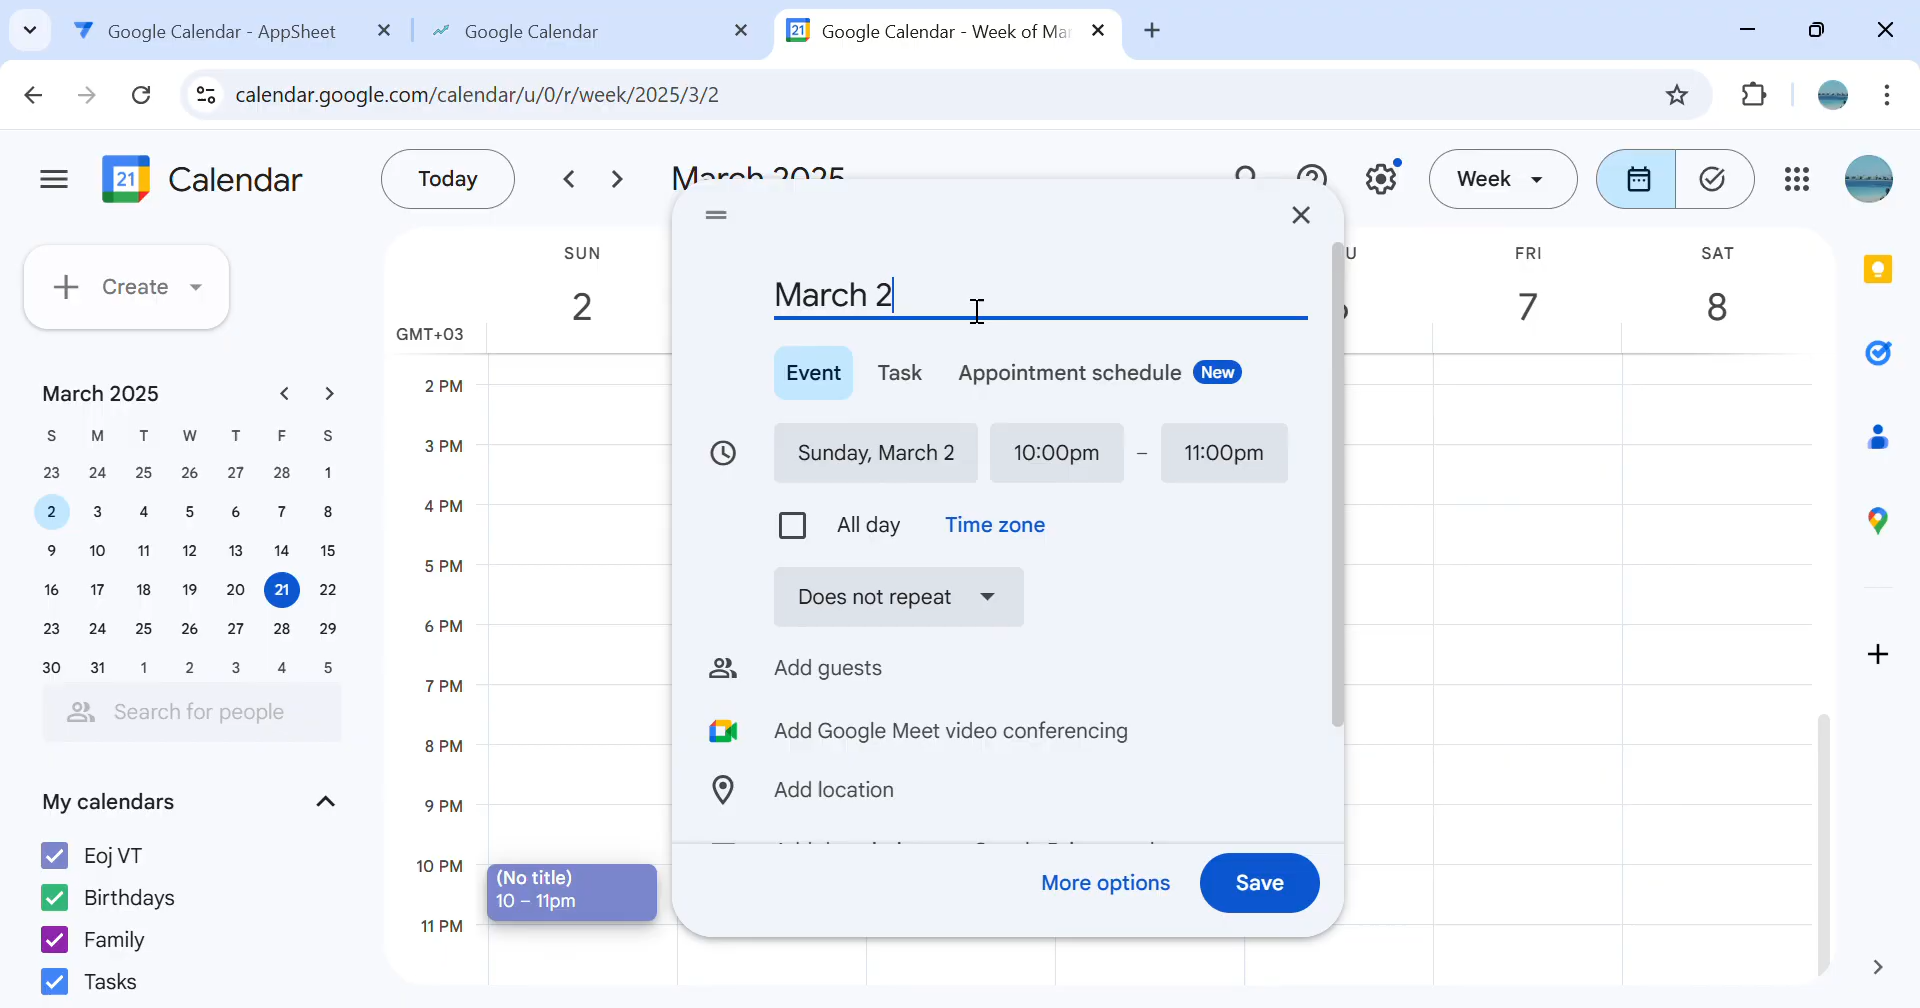 Google Calendar - AppSheet
Google Calendar
Google Calendar - Week of Ma
calendar.google.com/calendar/u/0/r/week/2025/3/2
21
Calendar
Today
March 2025
Week
Create
GMT+03
SUN
2
U
FRI
7
SAT
8
March 2
Event
Task
Appointment schedule New
Sunday, March 2
10:00pm – 11:00pm
All day
Time zone
Does not repeat
Add guests
Add Google Meet video conferencing
Add location
More options
Save
March 2025
S M T W T F S
23 24 25 26 27 28 1
2 3 4 5 6 7 8
9 10 11 12 13 14 15
16 17 18 19 20 21 22
23 24 25 26 27 28 29
30 31 1 2 3 4 5
Search for people
My calendars
Eoj VT
Birthdays
Family
Tasks
2 PM
3 PM
4 PM
5 PM
6 PM
7 PM
8 PM
9 PM
10 PM
11 PM
(No title)
10 – 11pm